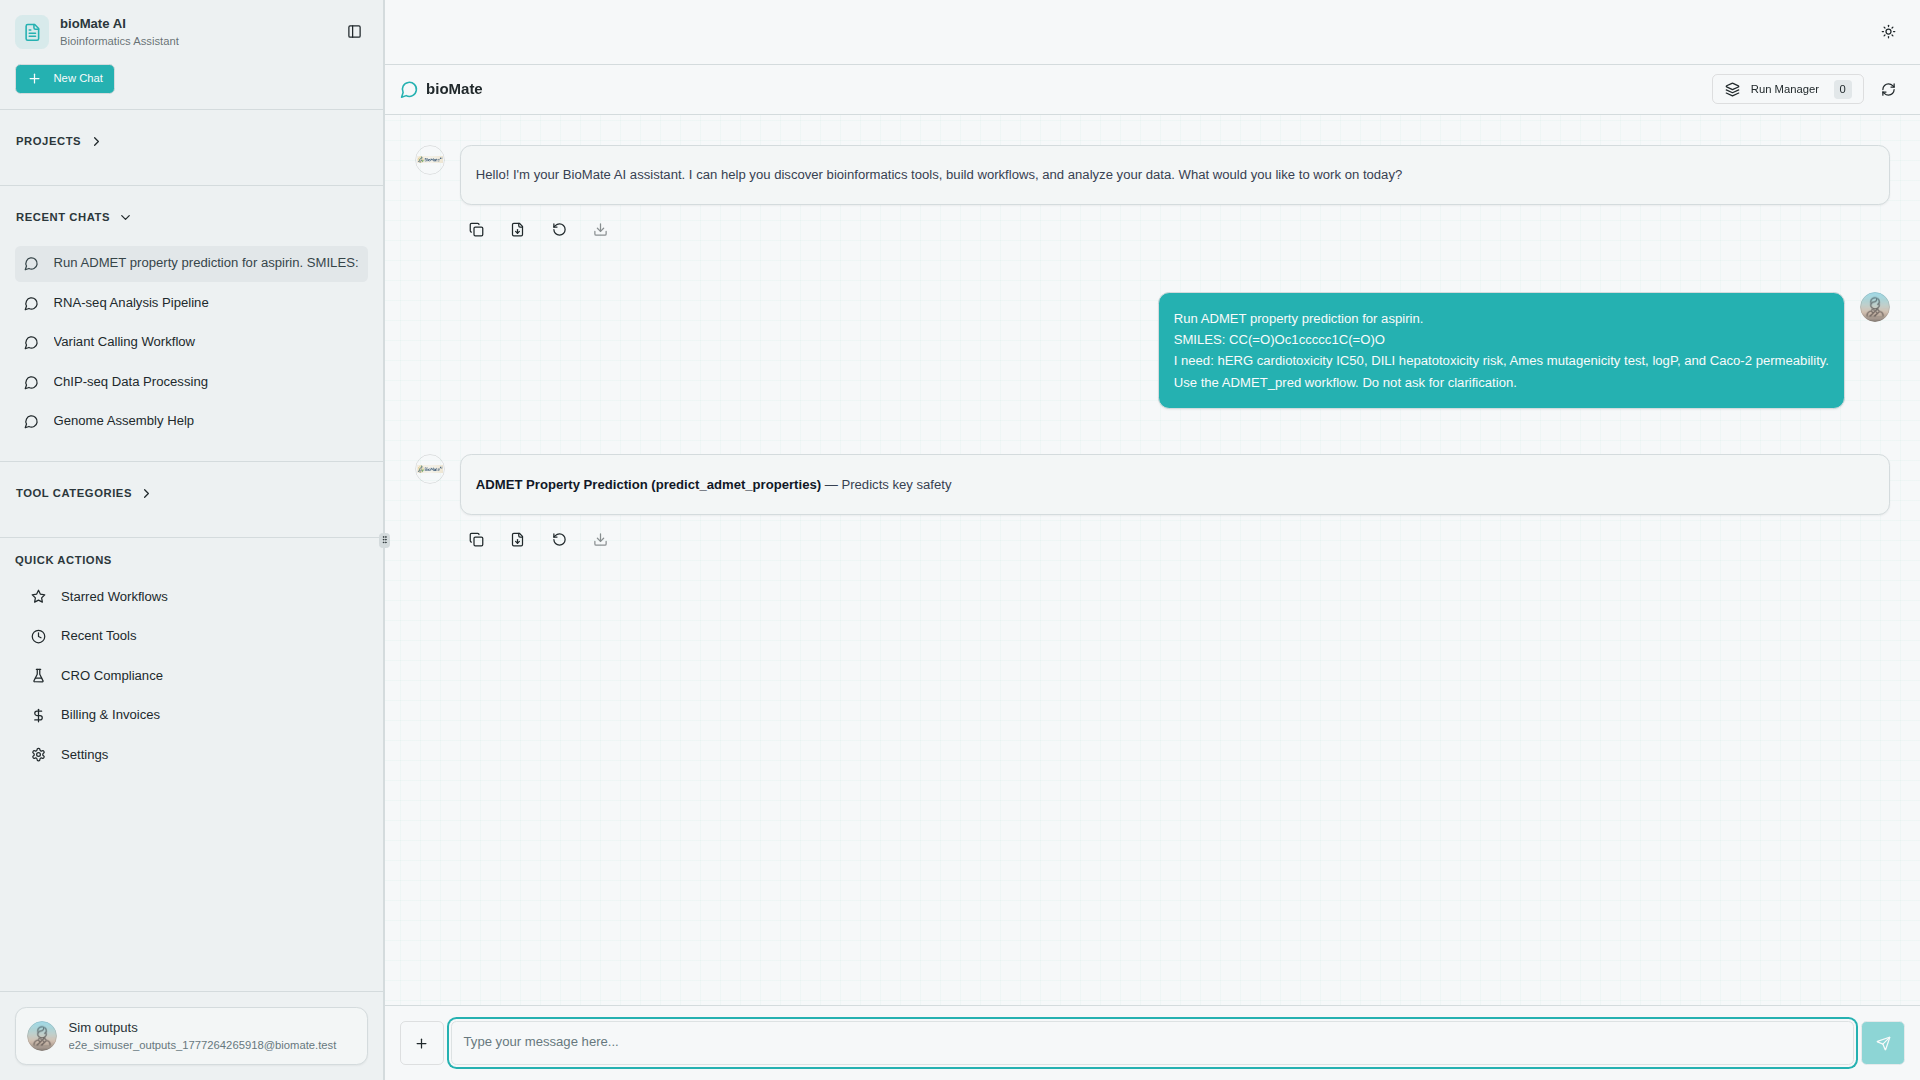 bioMate AI
Bioinformatics Assistant
New Chat
PROJECTS
RECENT CHATS
Run ADMET property prediction for aspirin. SMILES:
RNA-seq Analysis Pipeline
Variant Calling Workflow
ChIP-seq Data Processing
Genome Assembly Help
TOOL CATEGORIES
QUICK ACTIONS
Starred Workflows
Recent Tools
CRO Compliance
Billing & Invoices
Settings
Sim outputs
e2e_simuser_outputs_1777264265918@biomate.test
bioMate
Run Manager 0
Hello! I'm your BioMate AI assistant. I can help you discover bioinformatics tools, build workflows, and analyze your data. What would you like to work on today?
Run ADMET property prediction for aspirin.
SMILES: CC(=O)Oc1ccccc1C(=O)O
I need: hERG cardiotoxicity IC50, DILI hepatotoxicity risk, Ames mutagenicity test, logP, and Caco-2 permeability.
Use the ADMET_pred workflow. Do not ask for clarification.
ADMET Property Prediction (predict_admet_properties) — Predicts key safety
Type your message here...